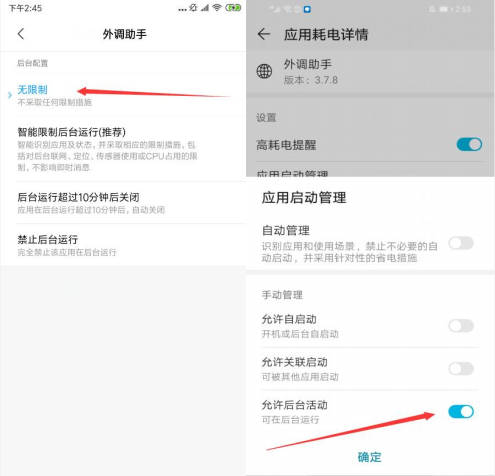 下午2:45
外调助手
后台配置
无限制
不采取任何限制措施
智能限制后台运行(推荐)
智能识别应用及状态，并采取相应的限制措施，包
括对后台联网、定位、传感器使用或CPU占用的限
制，不影响即时消息
后台运行超过10分钟后关闭
应用在后台运行超过10分钟后，自动关闭
禁止后台运行
完全禁止该应用在后台运行
2:53
应用耗电详情
外调助手
版本：3.7.8
设置
高耗电提醒
应用启动管理
应用启动管理
自动管理
识别应用和使用场景，禁止不必要的自
动启动，并采用针对性的省电措施
手动管理
允许自启动
开机或后台自启动
允许关联启动
可被其他应用启动
允许后台活动
可在后台运行
确定